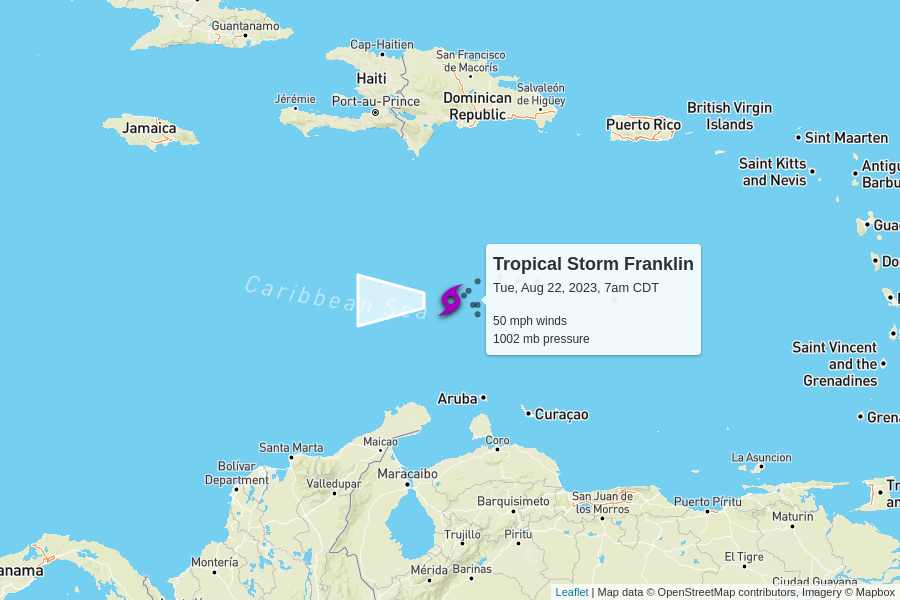 Guantanamo
Cap-Haitien
San Francisco
de Macorís
Haiti
Salvaleón
de Higüey
Jérémie
Port-au-Prince
Dominican
Republic
British Virgin
Islands
Jamaica
Puerto Rico
Sint Maarten
Saint Kitts
and Nevis
Antigu
Barbu
Gua
Tropical Storm Franklin
Do
Tue, Aug 22, 2023, 7am CDT
Caribbean Sea
50 mph winds
1002 mb pressure
Saint Vincent
and the
Grenadines
Aruba
Curaçao
Gren
Santa Marta
Maicao
Coro
La Asuncion
Bolívar
Department
Valledupar
Maracaibo
Barquisimeto
San Juan de
los Morros
Puerto Píritu
Tr
an
Maturin
Trujillo
Piritu
Montería
anama
Mérida
Barinas
El Tigre
Ciudad Guayana
Leaflet | Map data © OpenStreetMap contributors, Imagery © Mapbox